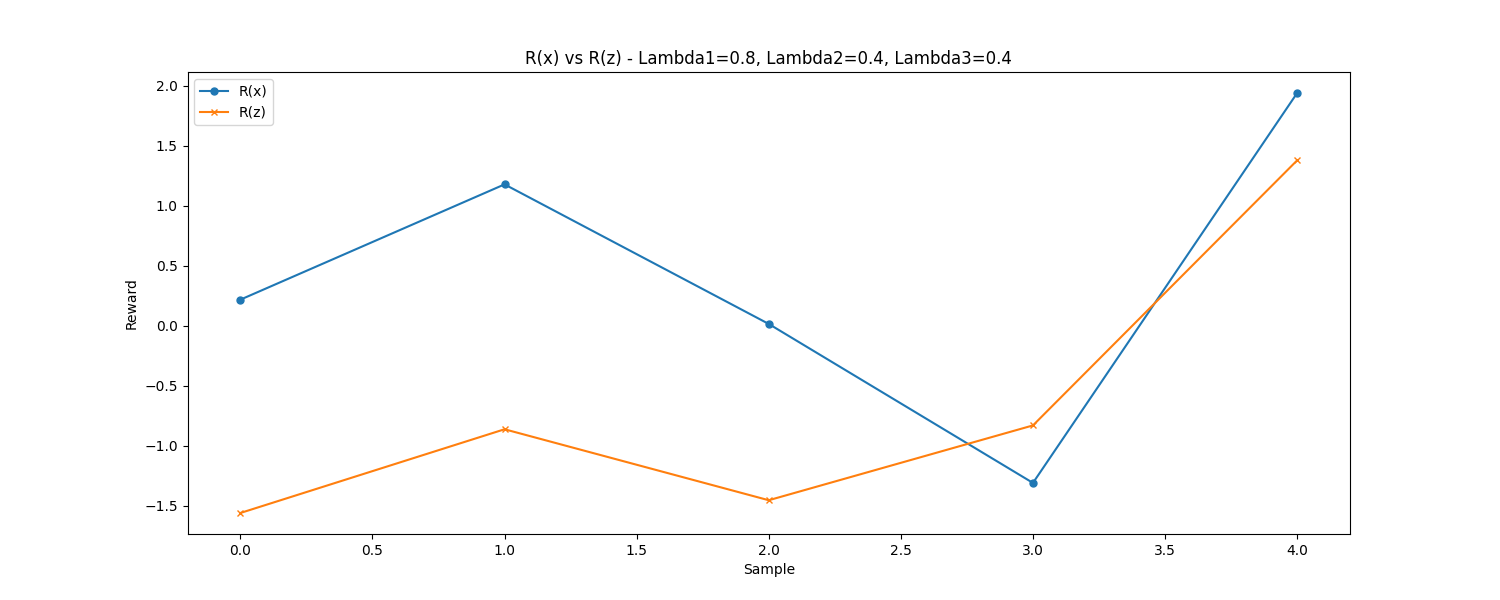 R(x) vs R(z) - Lambda1=0.8, Lambda2=0.4, Lambda3=0.4
R(x)
R(z)
2.0
1.5
1.0
0.5
0.0
−0.5
−1.0
−1.5
Reward
0.0 0.5 1.0 1.5 2.0 2.5 3.0 3.5 4.0
Sample